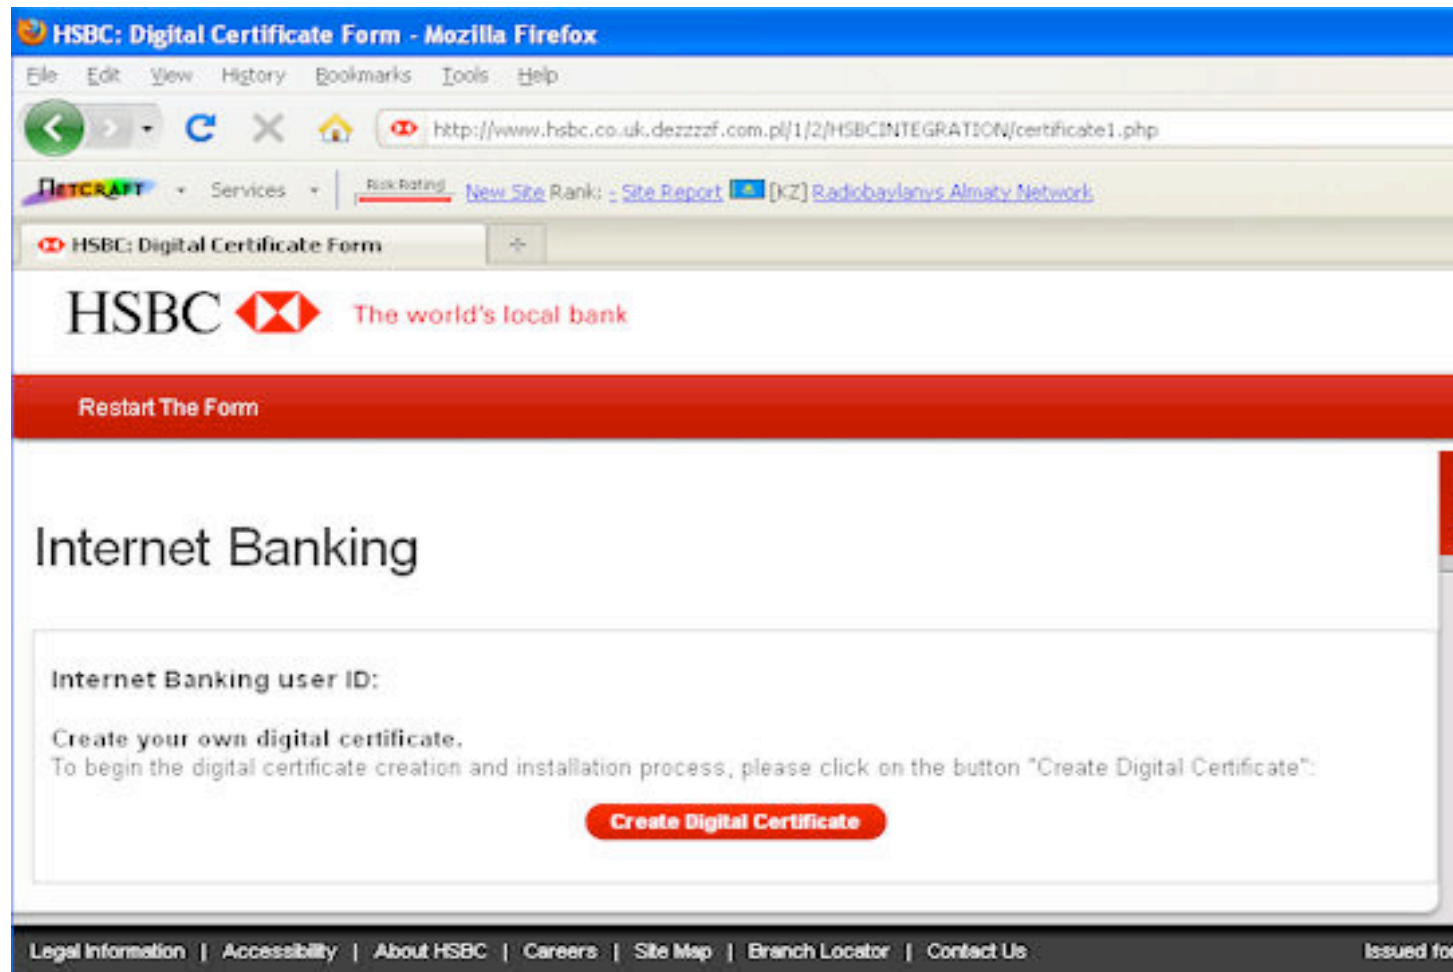 HSBC: Digital Certificate Form - Mozilla Firefox
File Edit View History Bookmarks Tools Help
http://www.hsbc.co.uk.dezzzzf.com.pl/1/2/HSBCINTEGRATION/certificate1.php
NETCRAFT Services Risk Rating New Site Rank: - Site Report [KZ] Radiobaylanys Almaty Network
HSBC: Digital Certificate Form
HSBC The world's local bank
Restart The Form
Internet Banking
Internet Banking user ID:
Create your own digital certificate.
To begin the digital certificate creation and installation process, please click on the button "Create Digital Certificate":
Create Digital Certificate
Legal Information | Accessibility | About HSBC | Careers | Site Map | Branch Locator | Contact Us Issued fo